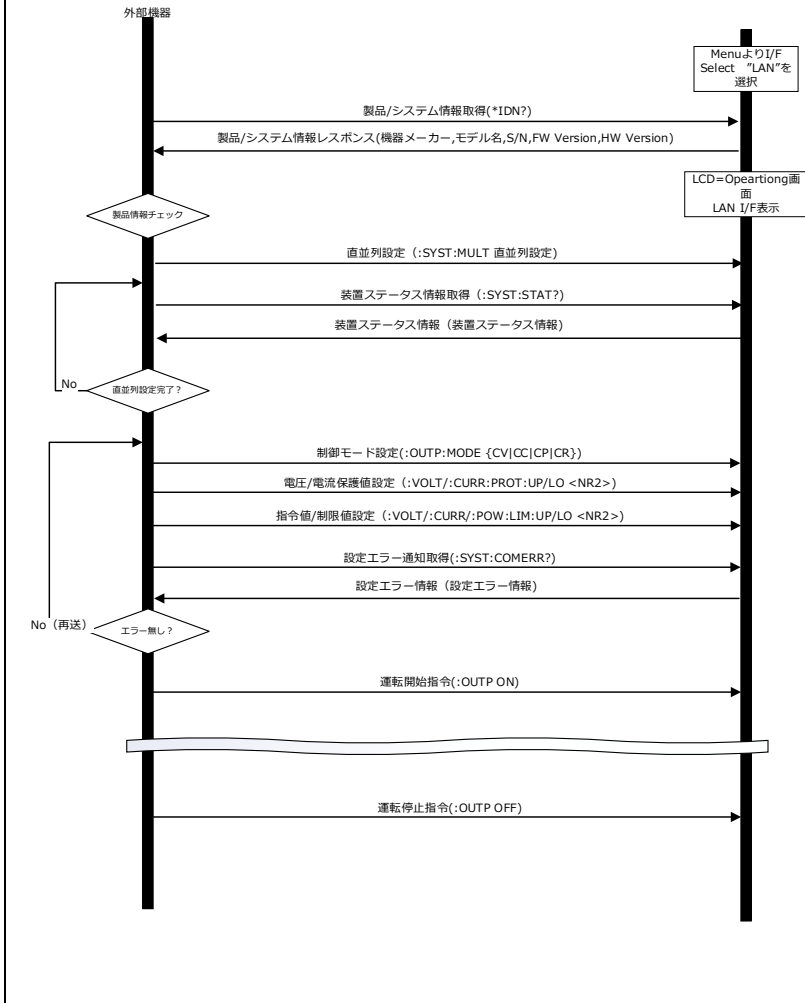 外部機器
MenuよりI/F
Select　”LAN”を
選択
製品/システム情報取得(*IDN?)
製品/システム情報レスポンス(機器メーカー,モデル名,S/N,FW Version,HW Version)
LCD=Opeartiong画
面
LAN I/F表示
製品情報チェック
直並列設定（:SYST:MULT 直並列設定)
装置ステータス情報取得（:SYST:STAT?)
装置ステータス情報（装置ステータス情報)
No
直並列設定完了？
制御モード設定(:OUTP:MODE {CV|CC|CP|CR})
電圧/電流保護値設定（:VOLT/:CURR:PROT:UP/LO <NR2>)
指令値/制限値設定（:VOLT/:CURR/:POW:LIM:UP/LO <NR2>)
設定エラー通知取得(:SYST:COMERR?)
設定エラー情報（設定エラー情報)
No（再送）
エラー無し？
運転開始指令(:OUTP ON)
運転停止指令(:OUTP OFF)